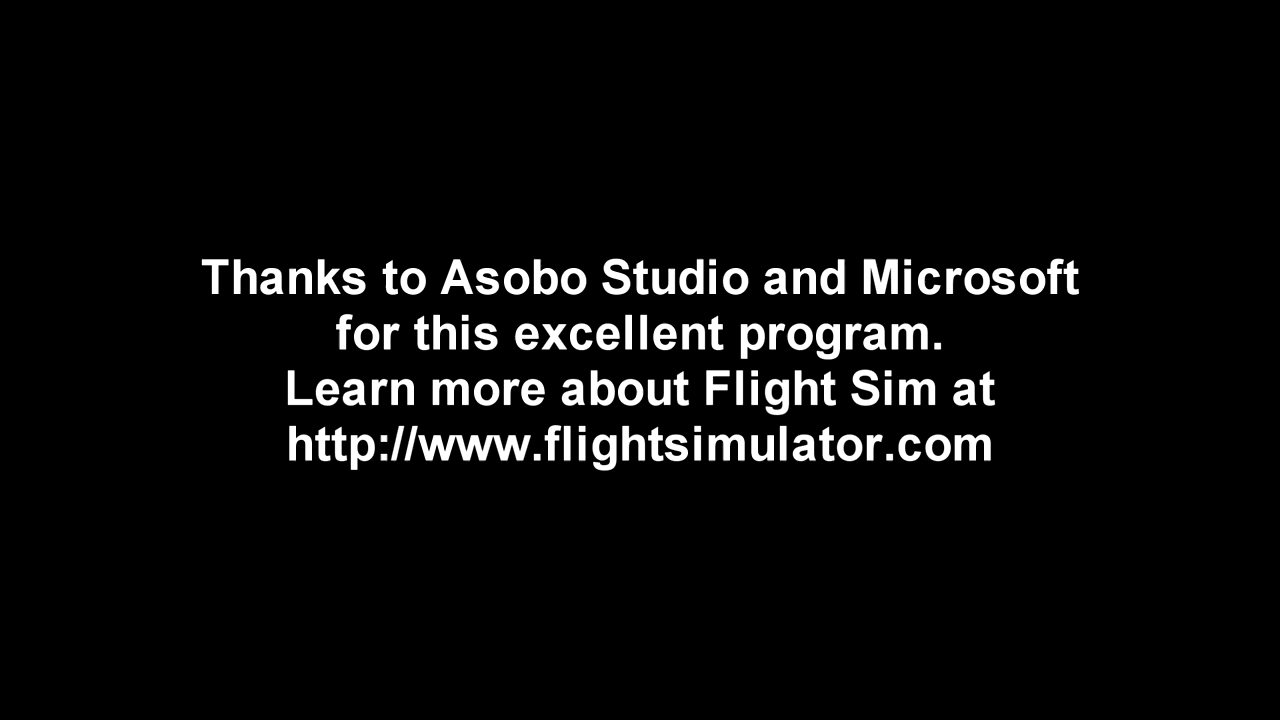 Thanks to Asobo Studio and Microsoft
for this excellent program.
Learn more about Flight Sim at
http://www.flightsimulator.com